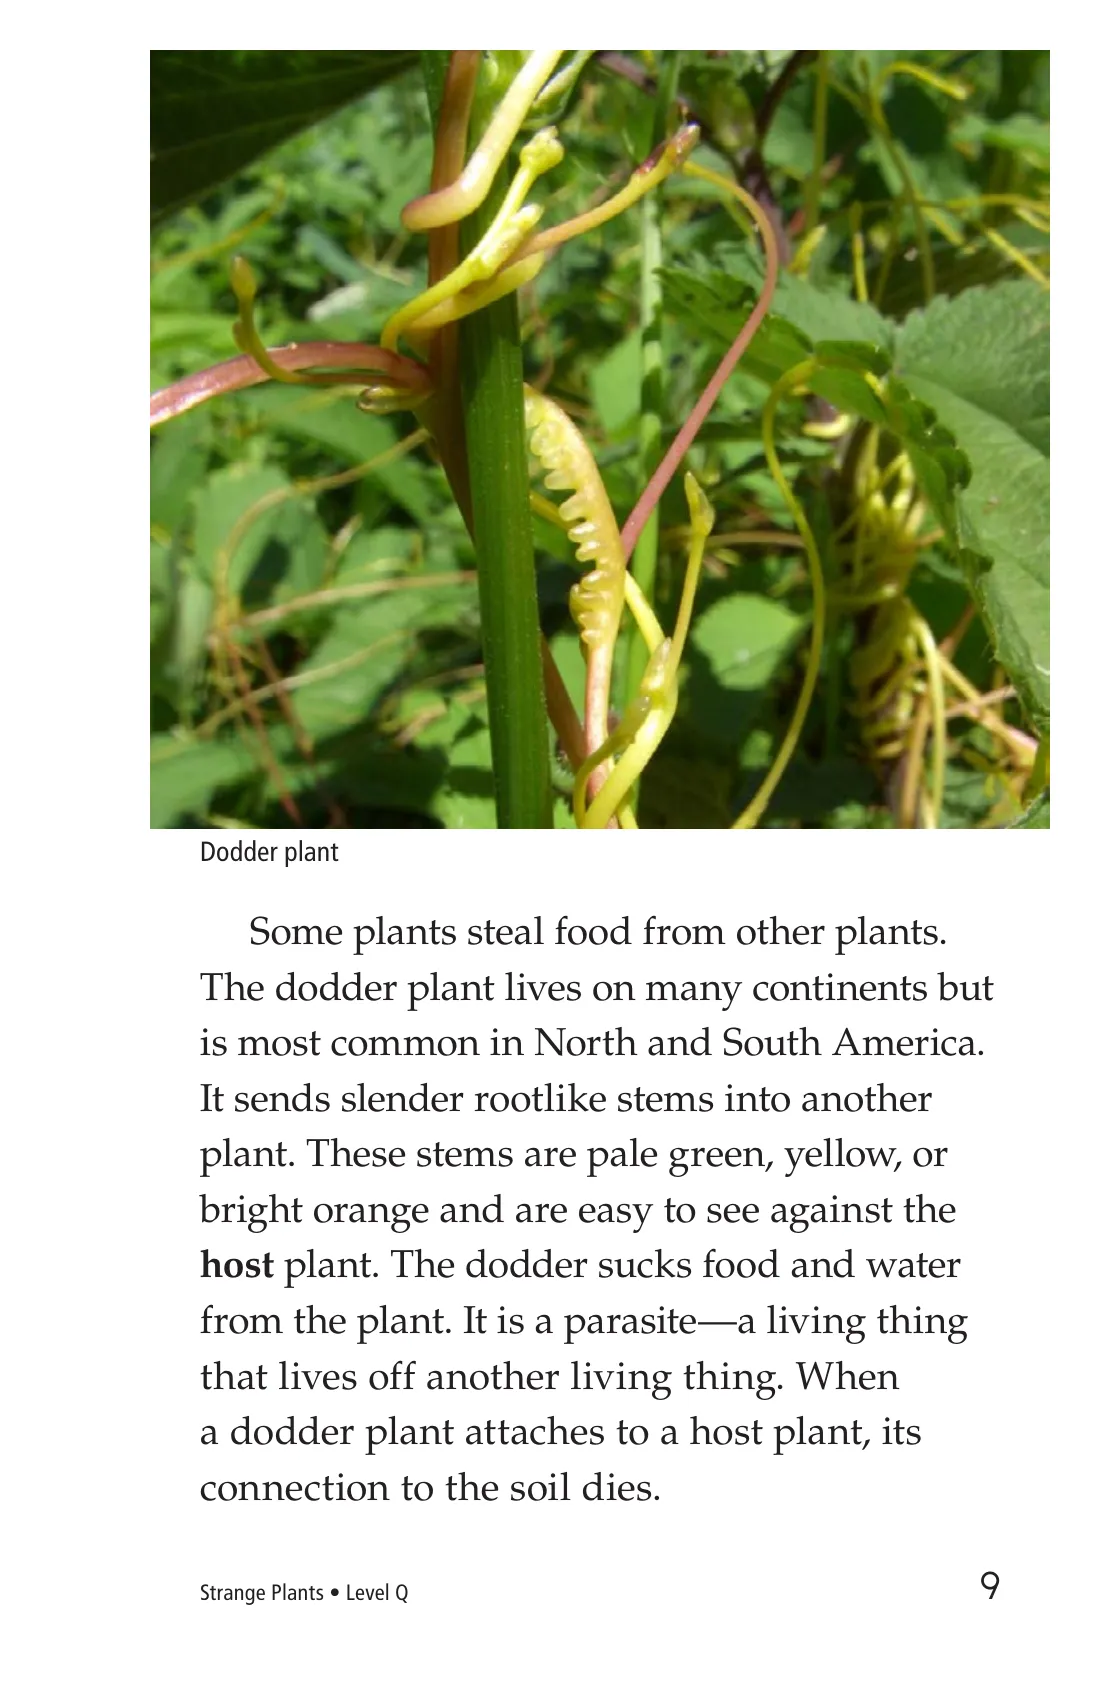 Dodder plant
Some plants steal food from other plants.
The dodder plant lives on many continents but
is most common in North and South America.
It sends slender rootlike stems into another
plant. These stems are pale green, yellow, or
bright orange and are easy to see against the
host plant. The dodder sucks food and water
from the plant. It is a parasite—a living thing
that lives off another living thing. When
a dodder plant attaches to a host plant, its
connection to the soil dies.
Strange Plants • Level Q
9